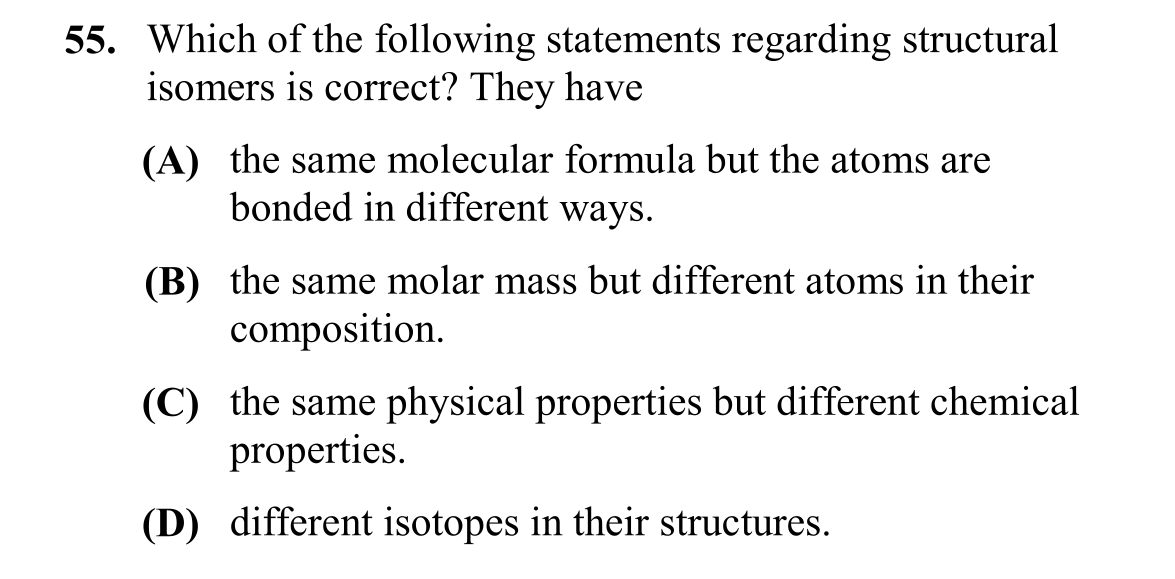 55. Which of the following statements regarding structural
isomers is correct? They have
(A) the same molecular formula but the atoms are
bonded in different ways.
(B) the same molar mass but different atoms in their
composition.
(C) the same physical properties but different chemical
properties.
(D) different isotopes in their structures.